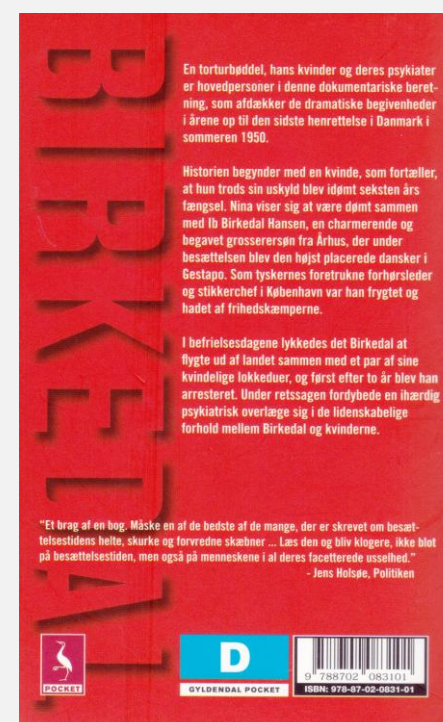 BIRKEDAL
En torturbøddel, hans kvinder og deres psykiater
er hovedpersoner i denne dokumentariske beret-
ning, som afdækker de dramatiske begivenheder
i årene op til den sidste henrettelse i Danmark i
sommeren 1950.
Historien begynder med en kvinde, som fortæller,
at hun trods sin uskyld blev idømt seksten års
fængsel. Nina viser sig at være dømt sammen
med Ib Birkedal Hansen, en charmerende og
begavet grosserersøn fra Århus, der under
besættelsen blev den højst placerede dansker i
Gestapo. Som tyskernes foretrukne forhørsleder
og stikkerchef i København var han frygtet og
hadet af frihedskæmperne.
I befrielsesdagene lykkedes det Birkedal at
flygte ud af landet sammen med et par af sine
kvindelige lokkeduer, og først efter to år blev han
arresteret. Under retssagen fordybede en ihærdig
psykiatrisk overlæge sig i de lidenskabelige
forhold mellem Birkedal og kvinderne.
"Et brag af en bog. Måske en af de bedste af de mange, der er skrevet om besæt-
telsestidens helte, skurke og forvredne skæbner ... Læs den og bliv klogere, ikke blot
på besættelsestiden, men også på menneskene i al deres facetterede usselhed."
- Jens Holsøe, Politiken
POCKET
D
GYLDENDAL POCKET
9 788702 083101
ISBN: 978-87-02-0831-01